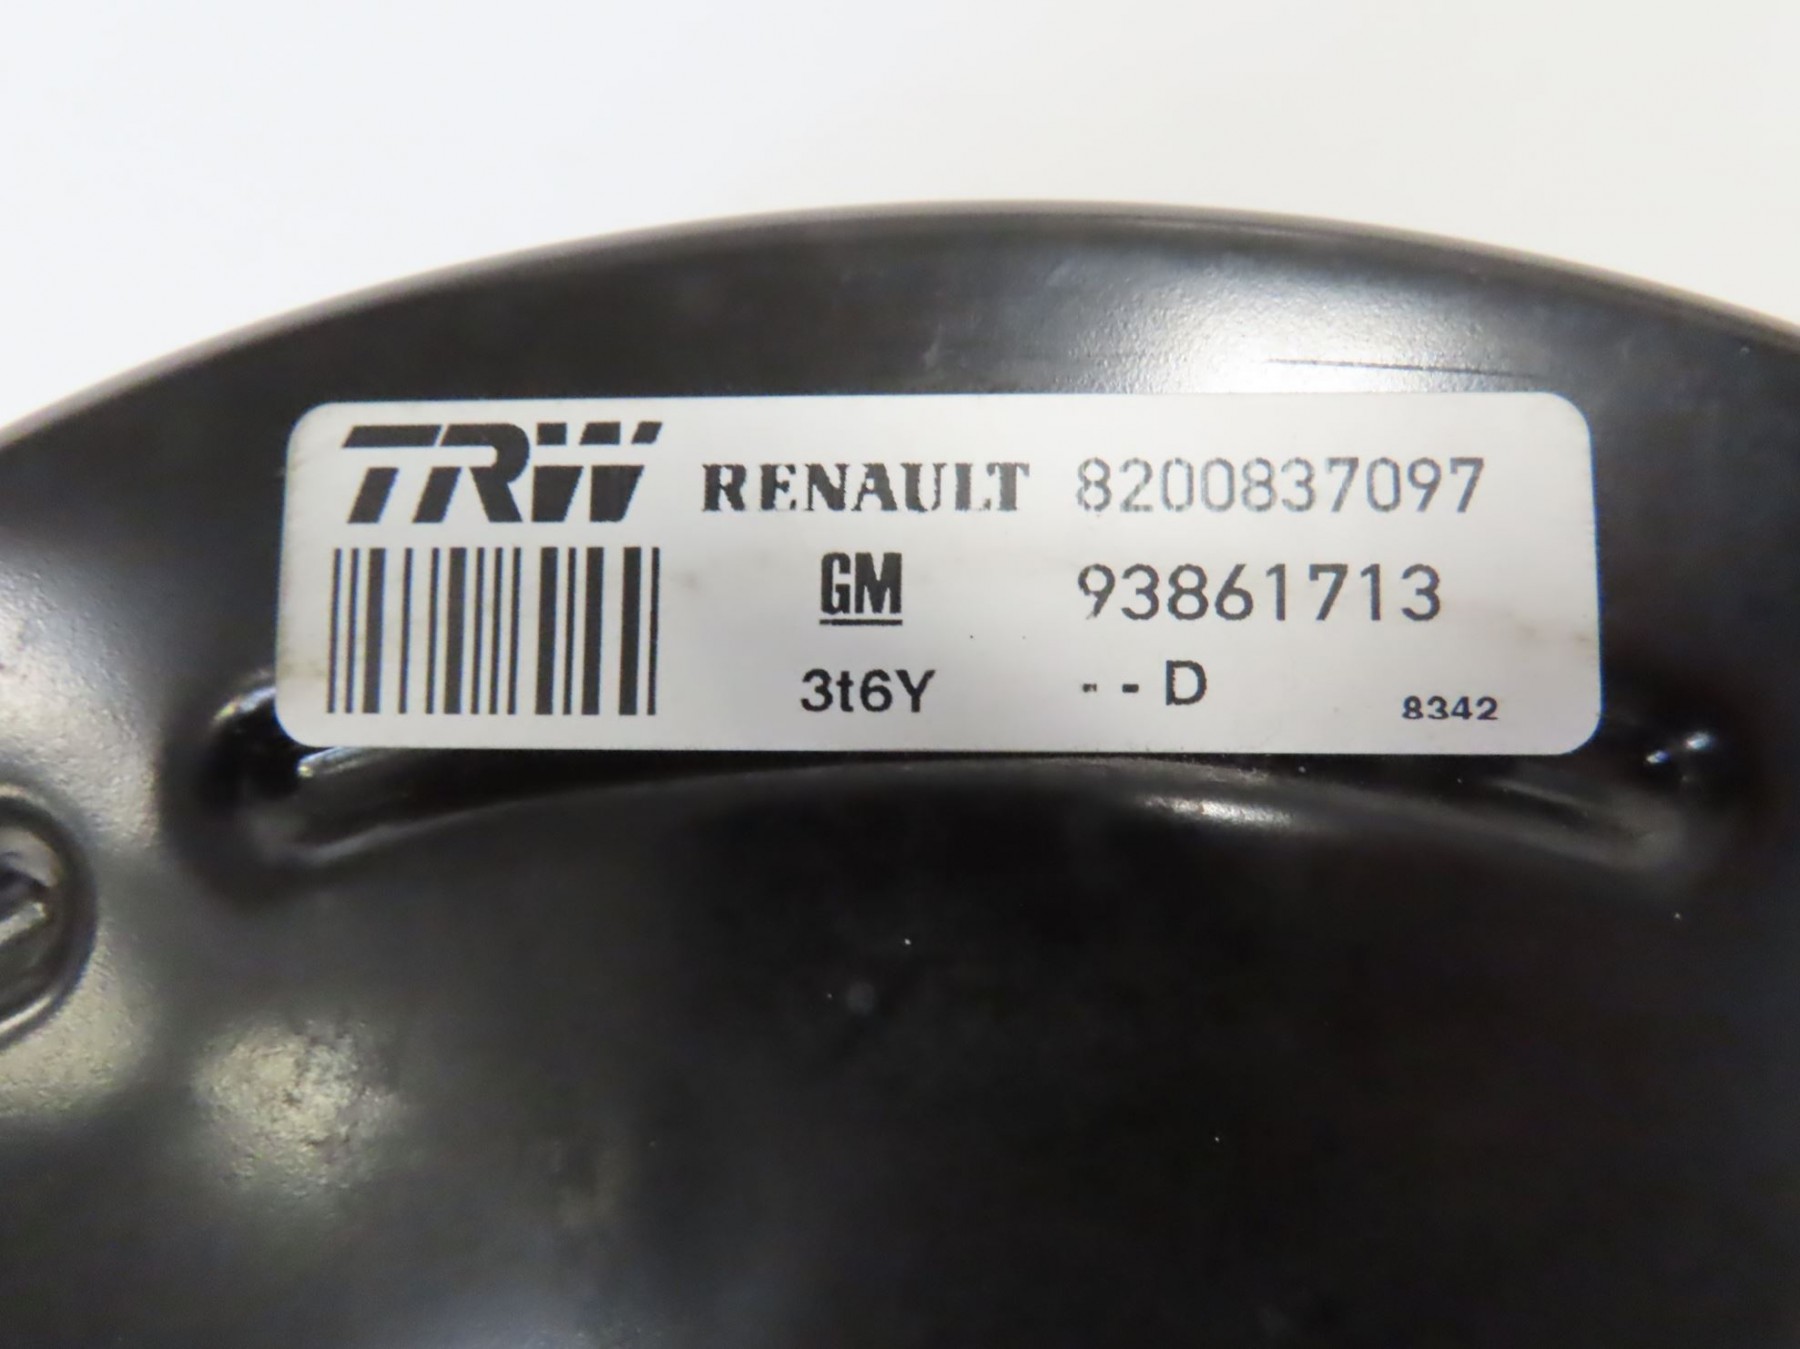 TRW RENAULT 8200837097
GM 93861713
3t6Y -- D 8342